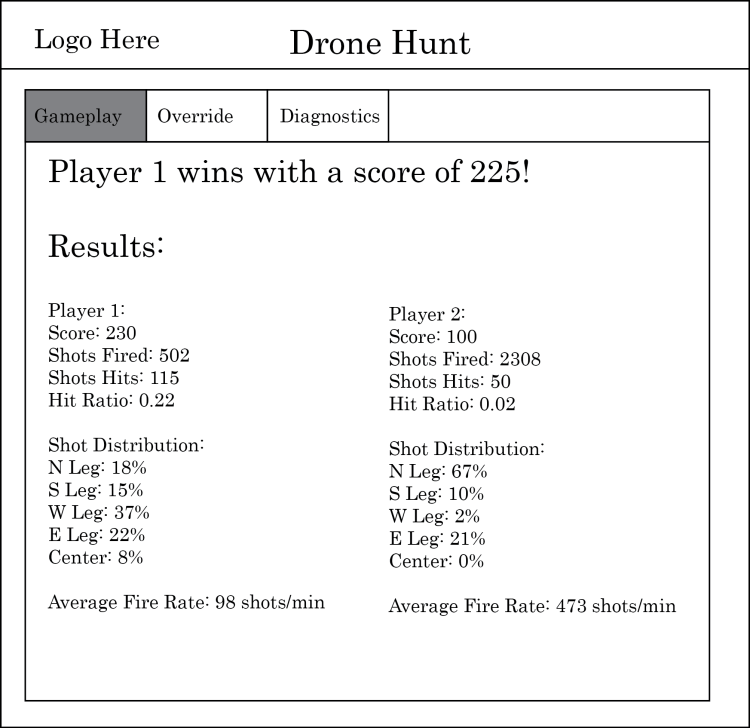 Logo Here
Drone Hunt
Gameplay
Override
Diagnostics
Player 1 wins with a score of 225!
Results:
Player 1:
Score: 230
Shots Fired: 502
Shots Hits: 115
Hit Ratio: 0.22
Shot Distribution:
N Leg: 18%
S Leg: 15%
W Leg: 37%
E Leg: 22%
Center: 8%
Average Fire Rate: 98 shots/min
Player 2:
Score: 100
Shots Fired: 2308
Shots Hits: 50
Hit Ratio: 0.02
Shot Distribution:
N Leg: 67%
S Leg: 10%
W Leg: 2%
E Leg: 21%
Center: 0%
Average Fire Rate: 473 shots/min